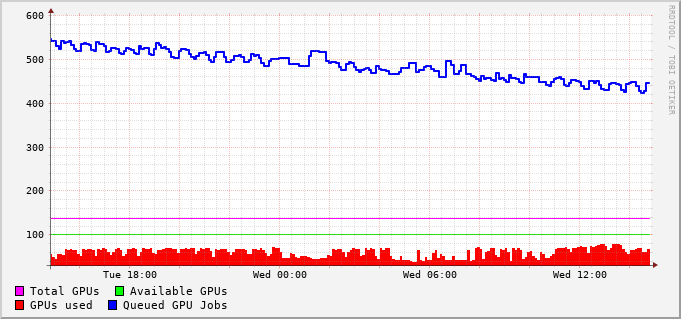 600
500
400
300
200
100
Tue 18:00 Wed 00:00 Wed 06:00 Wed 12:00
Total GPUs Available GPUs
GPUs used Queued GPU Jobs
RRDTOOL / TOBI OETIKER